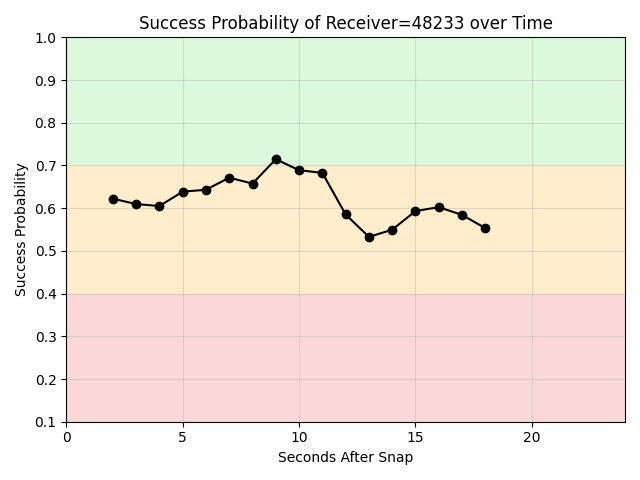 Success Probability of Receiver=48233 over Time
1.0
0.9
0.8
0.7
0.6
0.5
0.4
0.3
0.2
0.1
Success Probability
0 5 10 15 20
Seconds After Snap